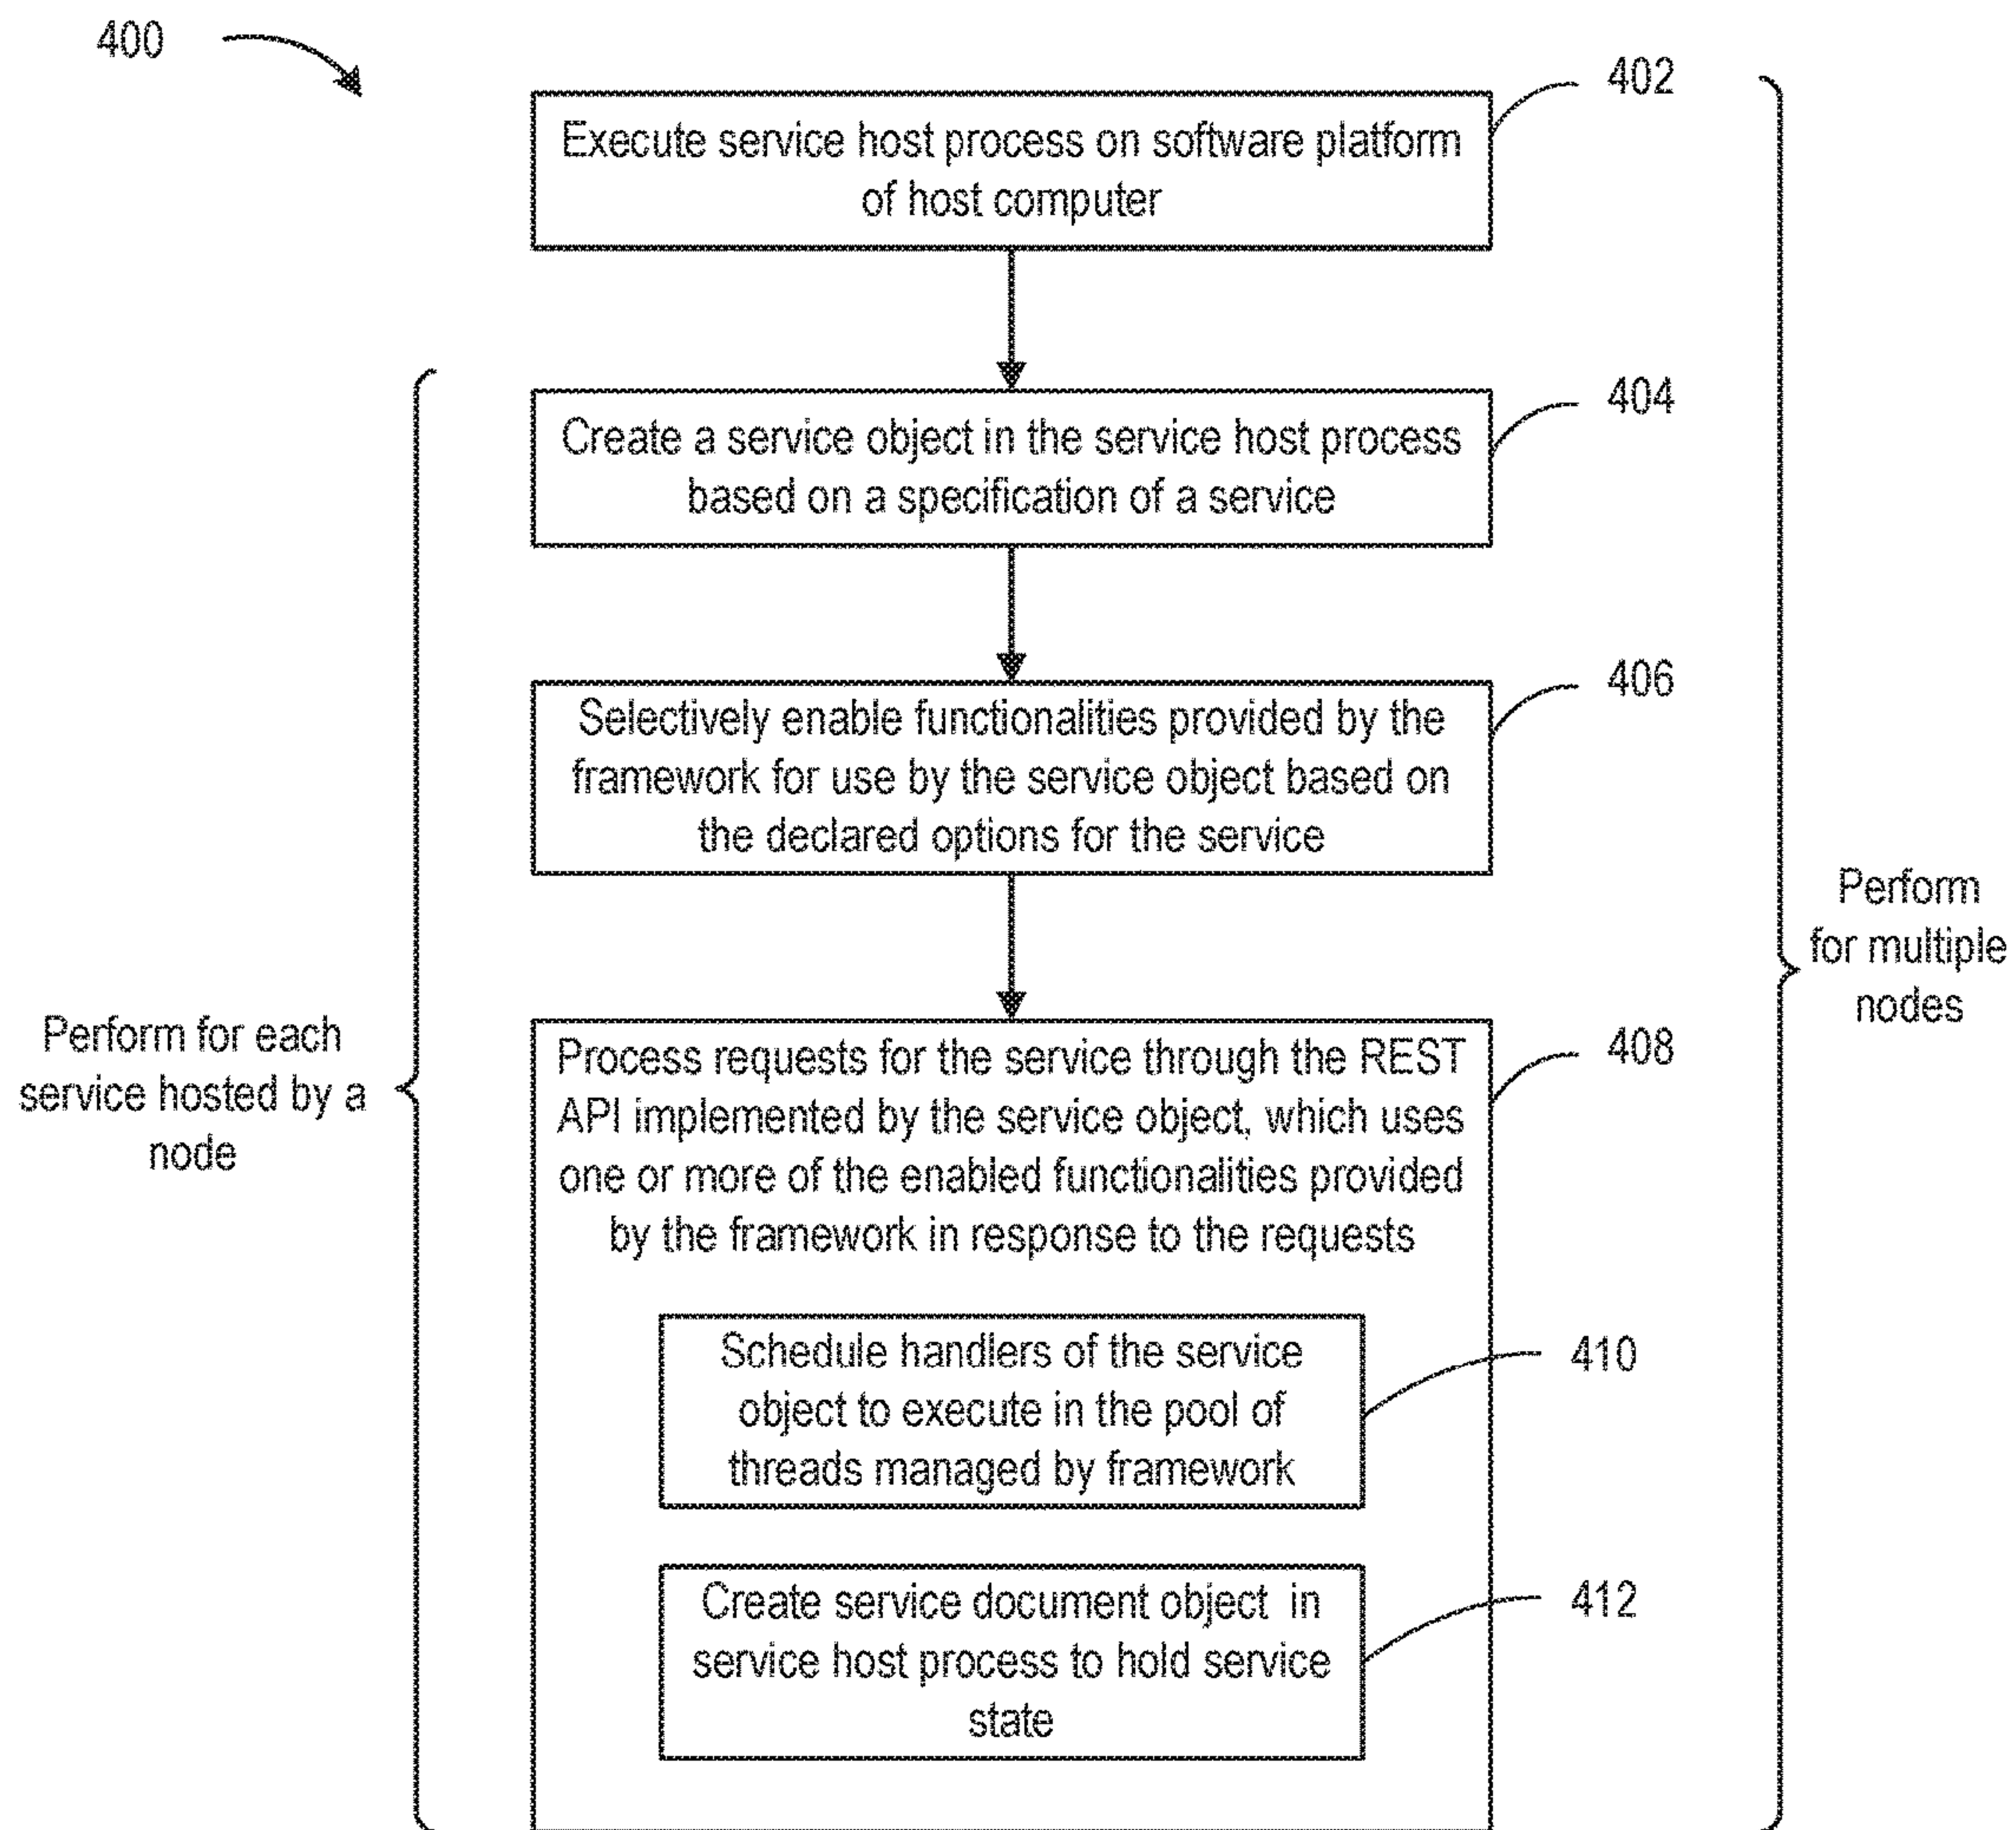 400
402
Execute service host process on software platform
of host computer
404
Create a service object in the service host process
based on a specification of a service
406
Selectively enable functionalities provided by the
framework for use by the service object based on
the declared options for the service
Perform
for multiple
nodes
Perform for each
service hosted by a
node
408
Process requests for the service through the REST
API implemented by the service object, which uses
one or more of the enabled functionalities provided
by the framework in response to the requests
410
Schedule handlers of the service
object to execute in the pool of
threads managed by framework
412
Create service document object in
service host process to hold service
state